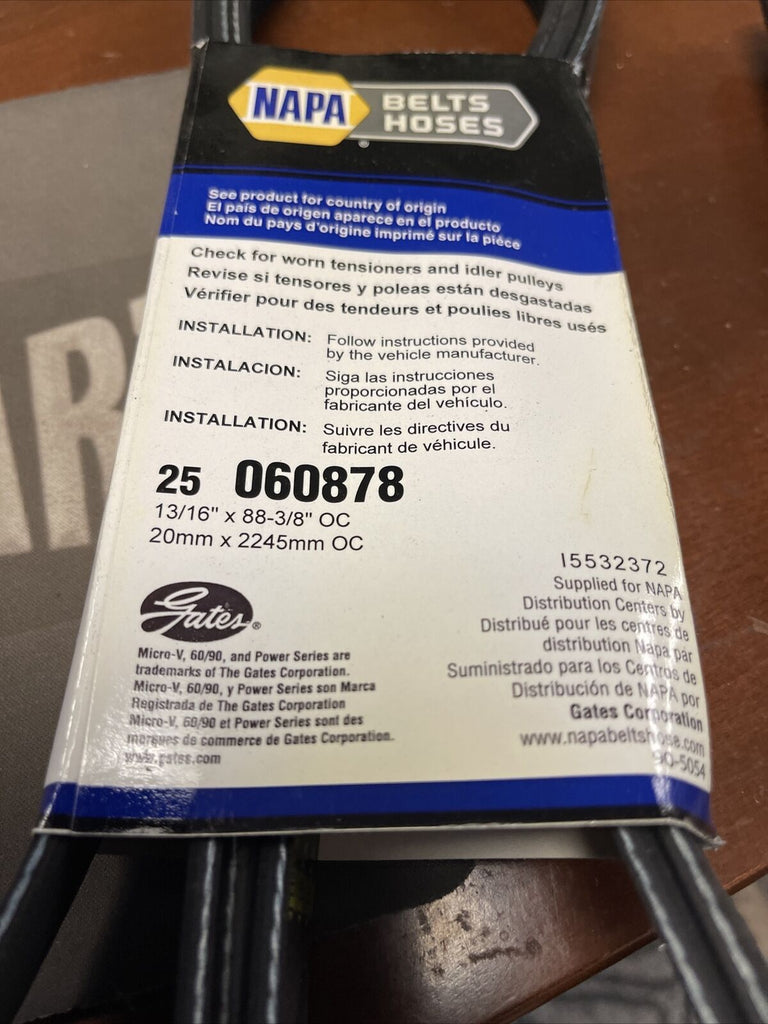 NAPA
®
BELTS
HOSES
See product for country of origin
El país de origen aparece en el producto
Nom du pays d'origine imprimé sur la pièce
Check for worn tensioners and idler pulleys
Revise si tensores y poleas están desgastadas
Vérifier pour des tendeurs et poulies libres usés
INSTALLATION: Follow instructions provided
by the vehicle manufacturer.
INSTALACION: Siga las instrucciones
proporcionadas por el
fabricante del vehículo.
INSTALLATION: Suivre les directives du
fabricant de véhicule.
25 060878
13/16" x 88-3/8" OC
20mm x 2245mm OC
Gates®
Micro-V, 60/90, and Power Series are
trademarks of The Gates Corporation.
Micro-V, 60/90, y Power Series son Marca
Registrada de The Gates Corporation
Micro-V, 60/90 et Power Series sont des
marques de commerce de Gates Corporation.
www.gates.com
I5532372
Supplied for NAPA
Distribution Centers by
Distribué pour les centres de
distribution Napa par
Suministrado para los Centros de
Distribución de NAPA por
Gates Corporation
www.napabeltshose.com
90-5054
AR